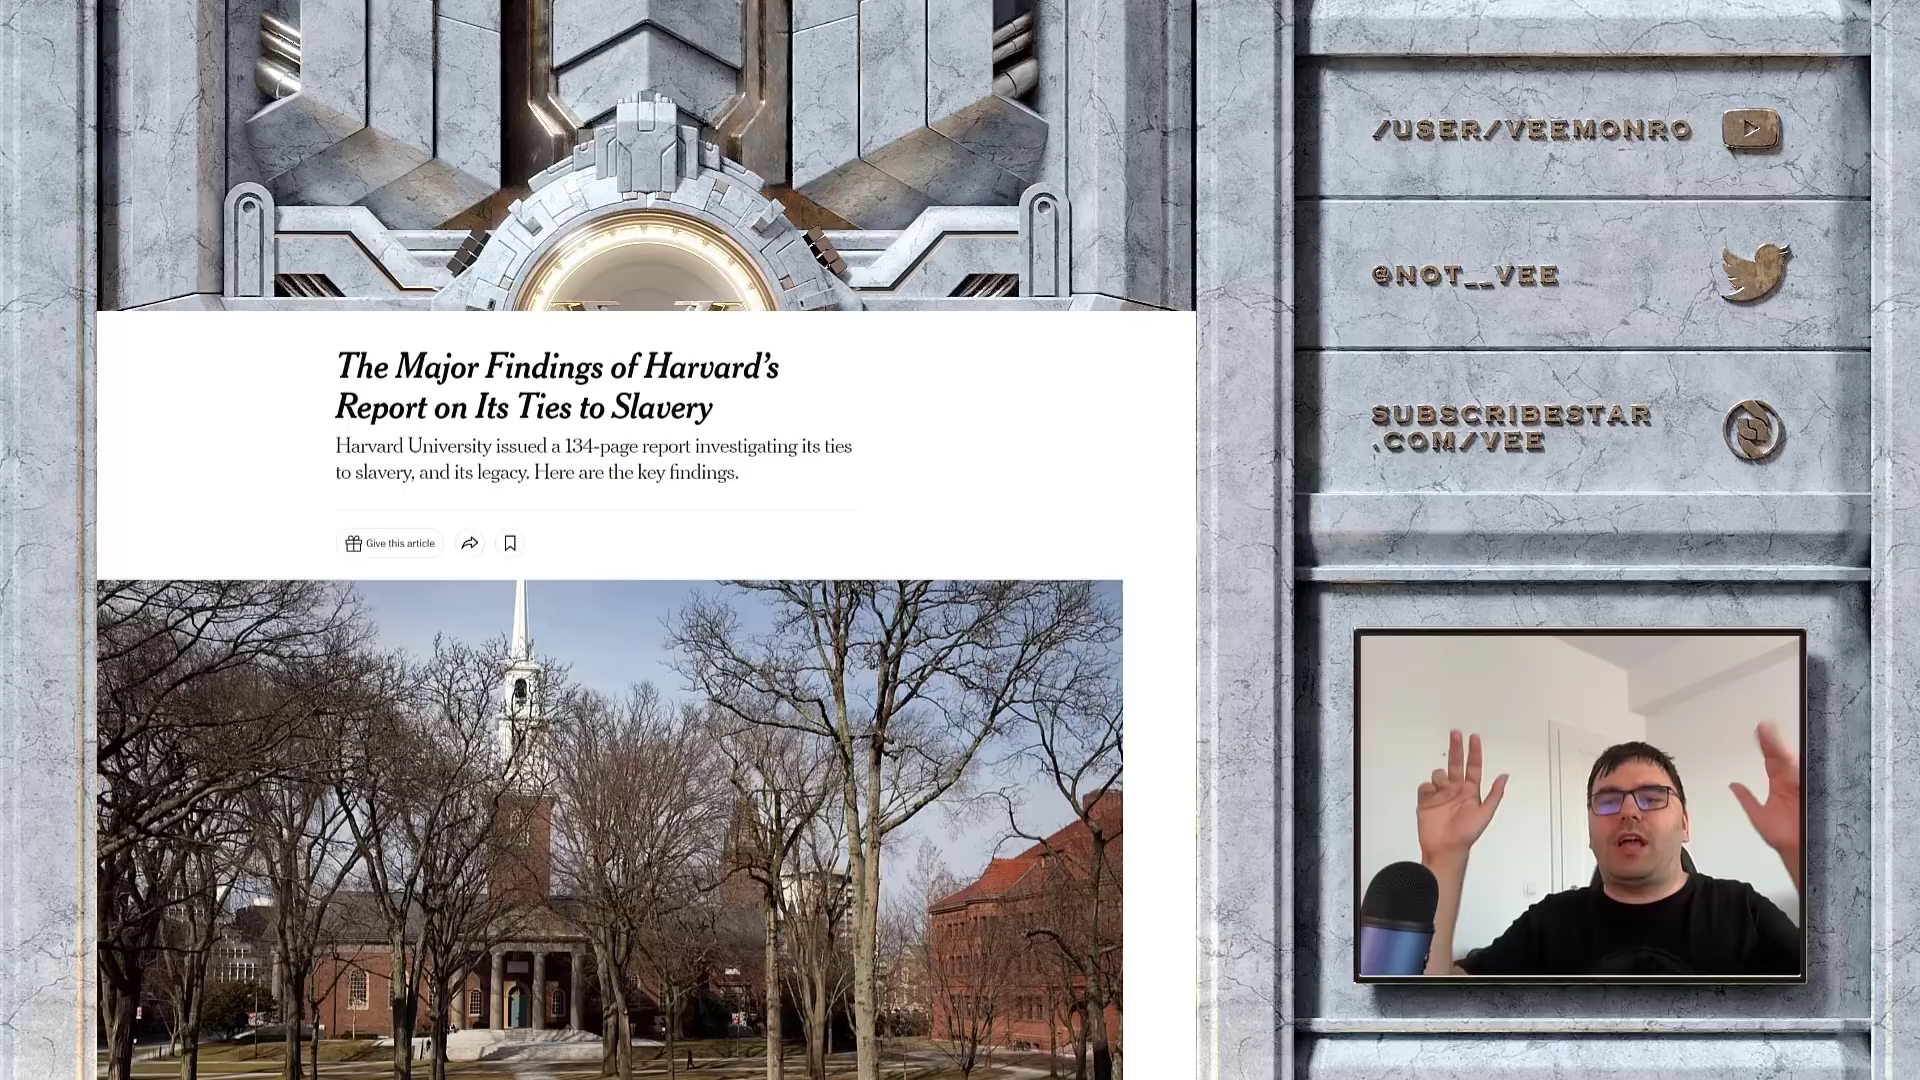 /USER/VEEMONRO
@NOT__VEE
SUBSCRIBESTAR
.COM/VEE
The Major Findings of Harvard's
Report on Its Ties to Slavery
Harvard University issued a 134-page report investigating its ties
to slavery, and its legacy. Here are the key findings.
Give this article